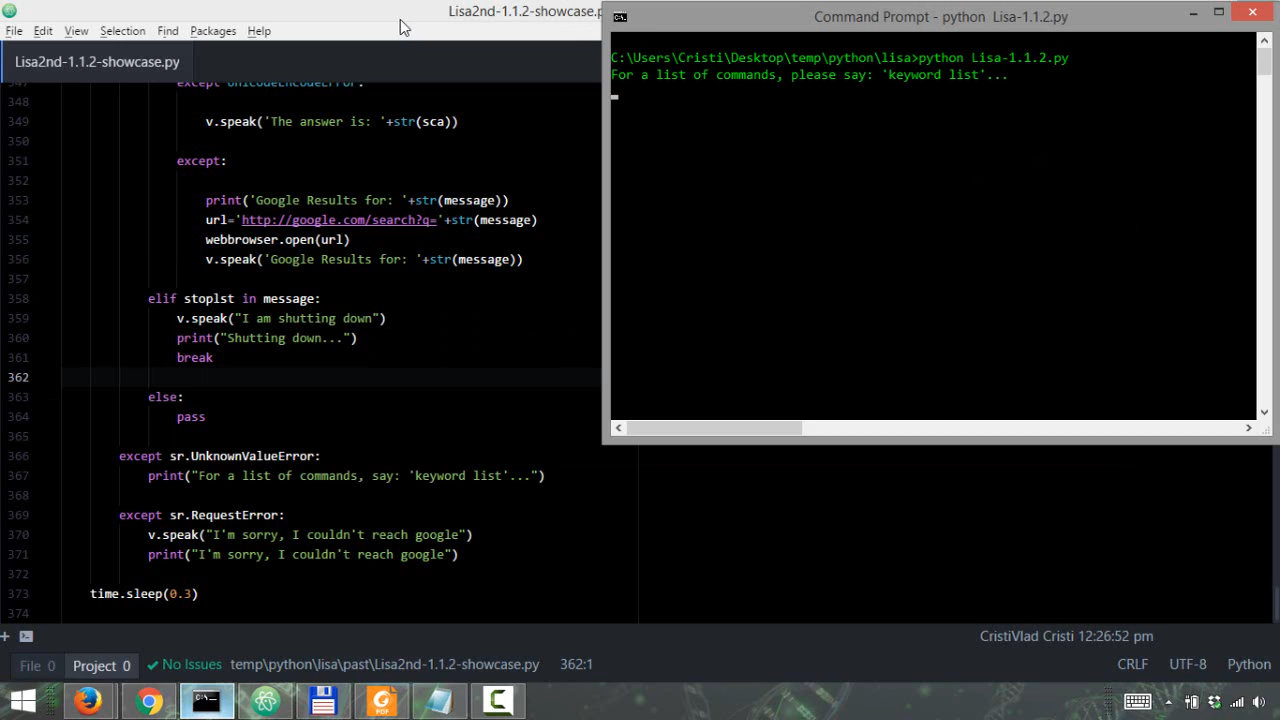 Lisa2nd-1.1.2-showcase.p
File Edit View Selection Find Packages Help
Lisa2nd-1.1.2-showcase.py
347 except UnicodeEncodeError:
348
349 v.speak('The answer is: '+str(sca))
350
351 except:
352
353 print('Google Results for: '+str(message))
354 url='http://google.com/search?q='+str(message)
355 webbrowser.open(url)
356 v.speak('Google Results for: '+str(message))
357
358 elif stoplst in message:
359 v.speak("I am shutting down")
360 print("Shutting down...")
361 break
362
363 else:
364 pass
365
366 except sr.UnknownValueError:
367 print("For a list of commands, say: 'keyword list'...")
368
369 except sr.RequestError:
370 v.speak("I'm sorry, I couldn't reach google")
371 print("I'm sorry, I couldn't reach google")
372
373 time.sleep(0.3)
374
Command Prompt - python Lisa-1.1.2.py
C:\Users\Cristi\Desktop\temp\python\lisa>python Lisa-1.1.2.py
For a list of commands, please say: 'keyword list'...
CristiVlad Cristi 12:26:52 pm
File 0 Project 0 No Issues temp\python\lisa\past\Lisa2nd-1.1.2-showcase.py 362:1 CRLF UTF-8 Python
PDF